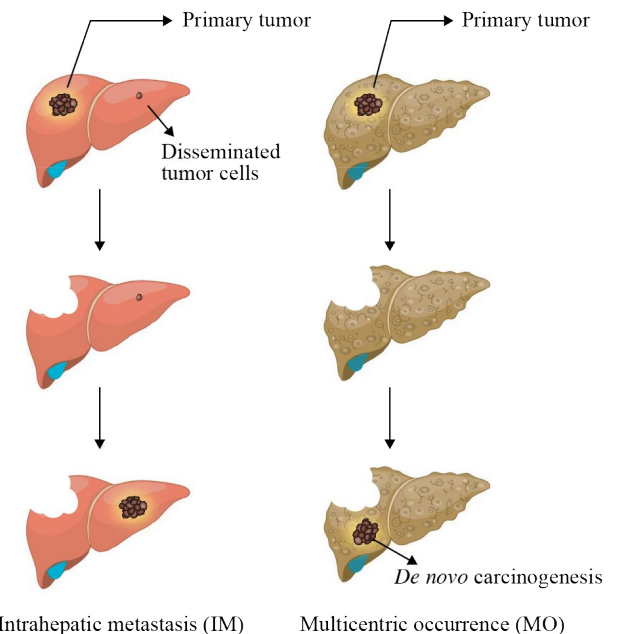 Primary tumor
Primary tumor
Disseminated
tumor cells
De novo carcinogenesis
Intrahepatic metastasis (IM)
Multicentric occurrence (MO)